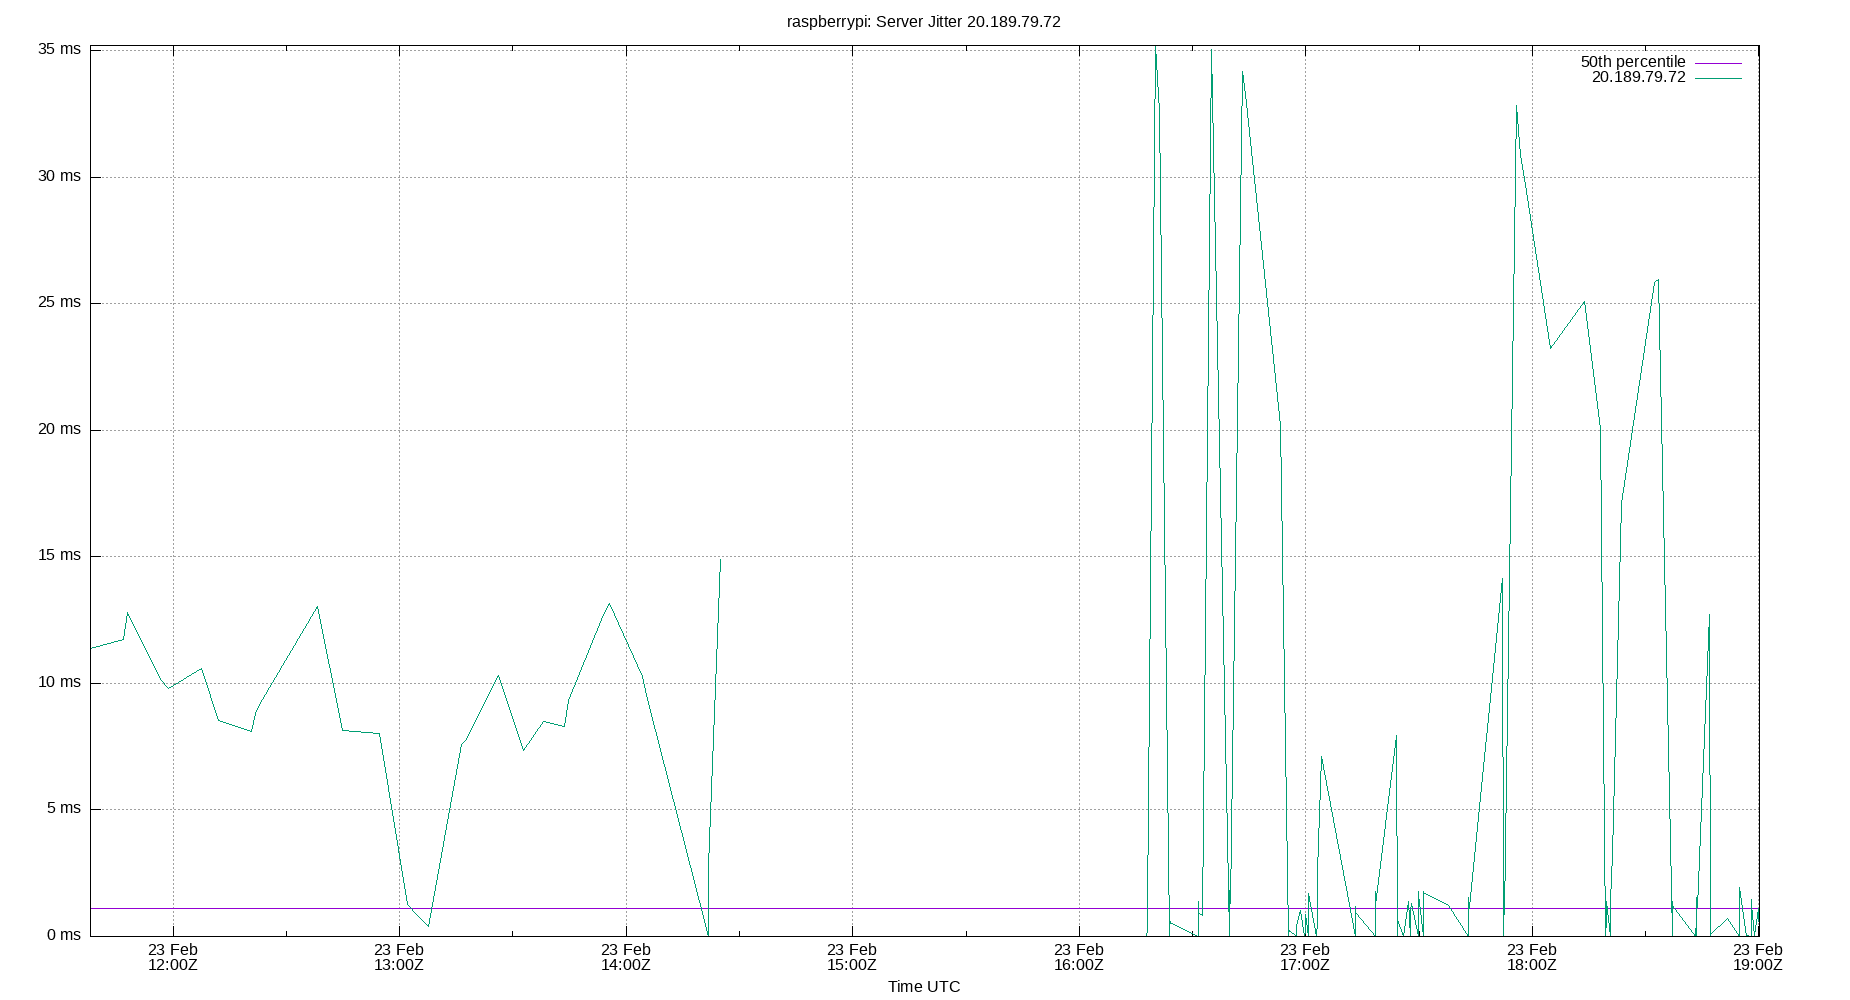 raspberrypi: Server Jitter 20.189.79.72
35 ms
30 ms
25 ms
20 ms
15 ms
10 ms
5 ms
0 ms
50th percentile
20.189.79.72
23 Feb
12:00Z
23 Feb
13:00Z
23 Feb
14:00Z
23 Feb
15:00Z
23 Feb
16:00Z
23 Feb
17:00Z
23 Feb
18:00Z
23 Feb
19:00Z
Time UTC